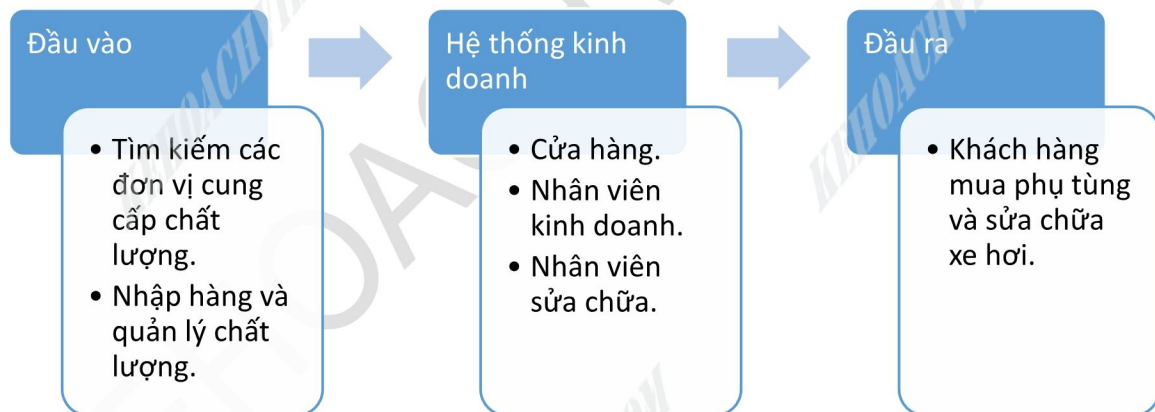 Đầu vào
• Tìm kiếm các
đơn vị cung
cấp chất
lượng.
• Nhập hàng và
quản lý chất
lượng.
Hệ thống kinh
doanh
• Cửa hàng.
• Nhân viên
kinh doanh.
• Nhân viên
sửa chữa.
Đầu ra
• Khách hàng
mua phụ tùng
và sửa chữa
xe hơi.